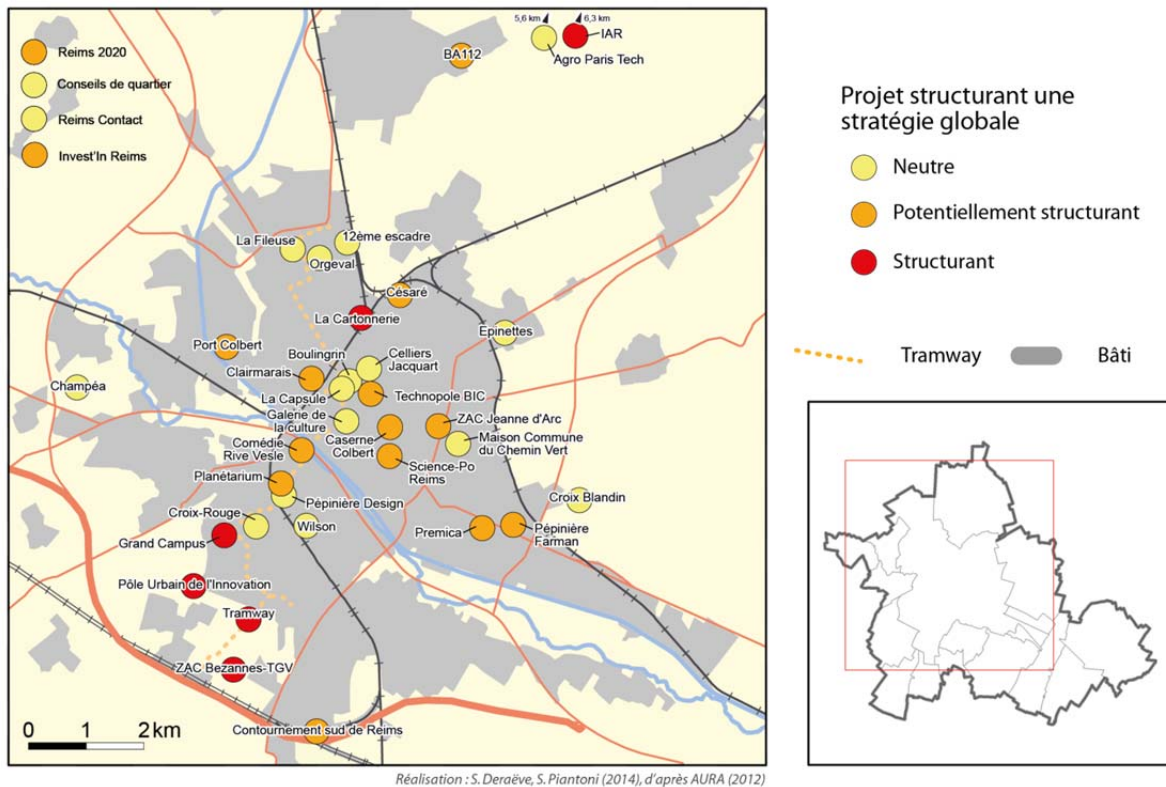 Reims 2020
Conseils de quartier
Reims Contact
Invest'In Reims
5,6 km
6,3 km
IAR
Agro Paris Tech
BA112
La Fileuse
12ème escadre
Orgeval
Césaré
La Cartonnerie
Epinettes
Port Colbert
Boulingrin
Celliers
Jacquart
Clairmarais
Champéa
La Capsule
Technopole BIC
Galerie de
la culture
Caserne
Colbert
ZAC Jeanne d'Arc
Maison Commune
du Chemin Vert
Comédie
Rive Vesle
Science-Po
Reims
Planétarium
Pépinière Design
Croix Blandin
Croix-Rouge
Wilson
Premica
Pépinière
Farman
Grand Campus
Pôle Urbain de l'Innovation
Tramway
ZAC Bezannes-TGV
Contournement sud de Reims
0 1 2 km
Projet structurant une
stratégie globale
Neutre
Potentiellement structurant
Structurant
Tramway
Bâti
Réalisation : S. Deraëve, S. Piantoni (2014), d'après AURA (2012)